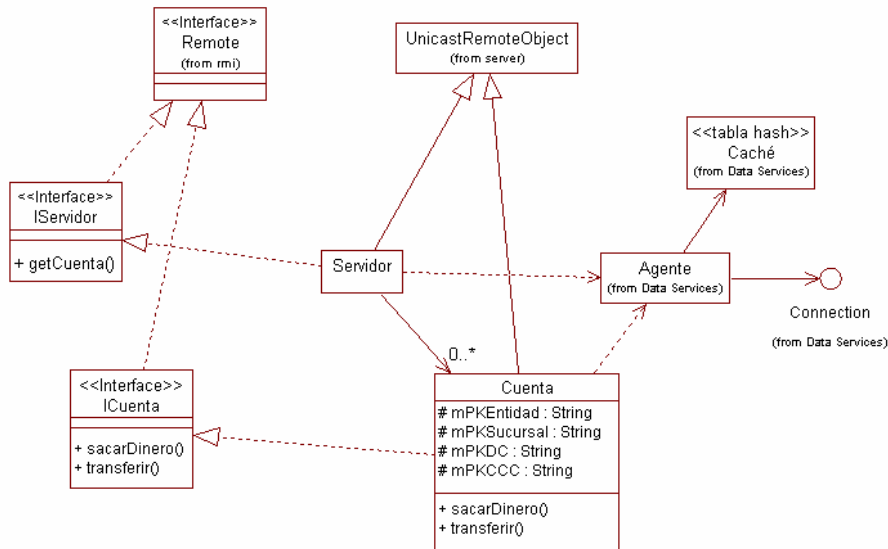 <<Interface>>
Remote
(from rmi)
UnicastRemoteObject
(from server)
<<tabla hash>>
Caché
(from Data Services)
<<Interface>>
IServidor
+ getCuenta()
Servidor
Agente
(from Data Services)
Connection
(from Data Services)
0..*
<<Interface>>
ICuenta
+ sacarDinero()
+ transferir()
Cuenta
# mPKEntidad : String
# mPKSucursal : String
# mPKDC : String
# mPKCCC : String
+ sacarDinero()
+ transferir()